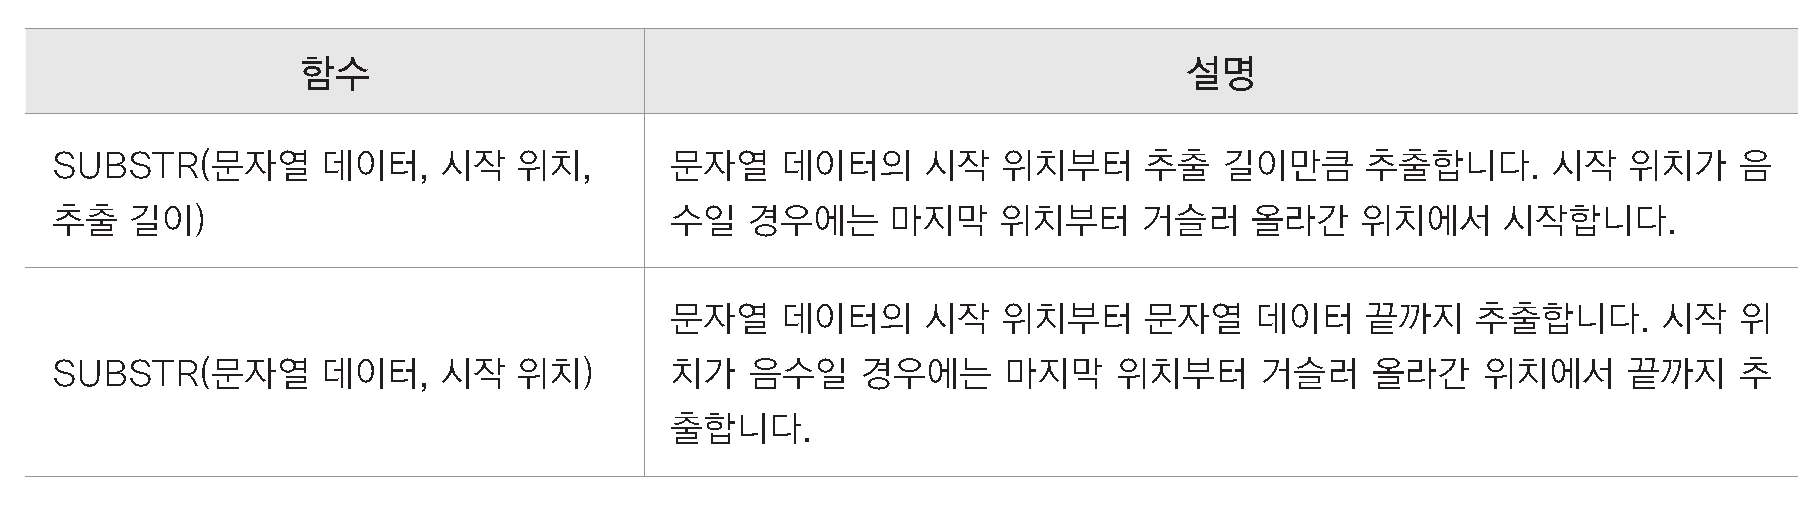 함수
설명
SUBSTR(문자열 데이터, 시작 위치,
추출 길이)
문자열 데이터의 시작 위치부터 추출 길이만큼 추출합니다. 시작 위치가 음
수일 경우에는 마지막 위치부터 거슬러 올라간 위치에서 시작합니다.
SUBSTR(문자열 데이터, 시작 위치)
문자열 데이터의 시작 위치부터 문자열 데이터 끝까지 추출합니다. 시작 위
치가 음수일 경우에는 마지막 위치부터 거슬러 올라간 위치에서 끝까지 추
출합니다.